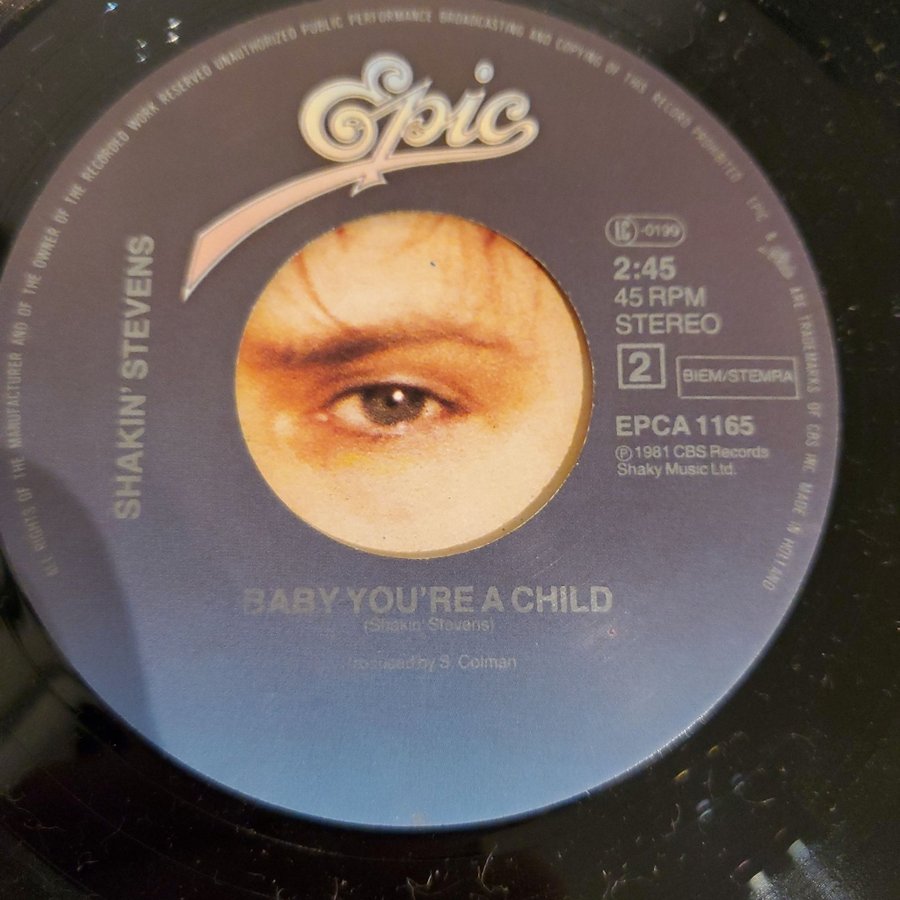 ALL RIGHTS OF THE MANUFACTURER AND OF THE OWNER OF THE RECORDED WORK RESERVED UNAUTHORIZED PUBLIC PERFORMANCE BROADCASTING AND COPYING OF THIS RECORD PROHIBITED
EPIC & Epic ARE TRADEMARKS OF CBS INC. MADE IN HOLLAND
Epic
SHAKIN' STEVENS
LC -0199
2:45
45 RPM
STEREO
2 BIEM/STEMRA
EPCA 1165
℗ 1981 CBS Records
Shaky Music Ltd.
BABY YOU'RE A CHILD
(Shakin' Stevens)
Produced by S. Colman